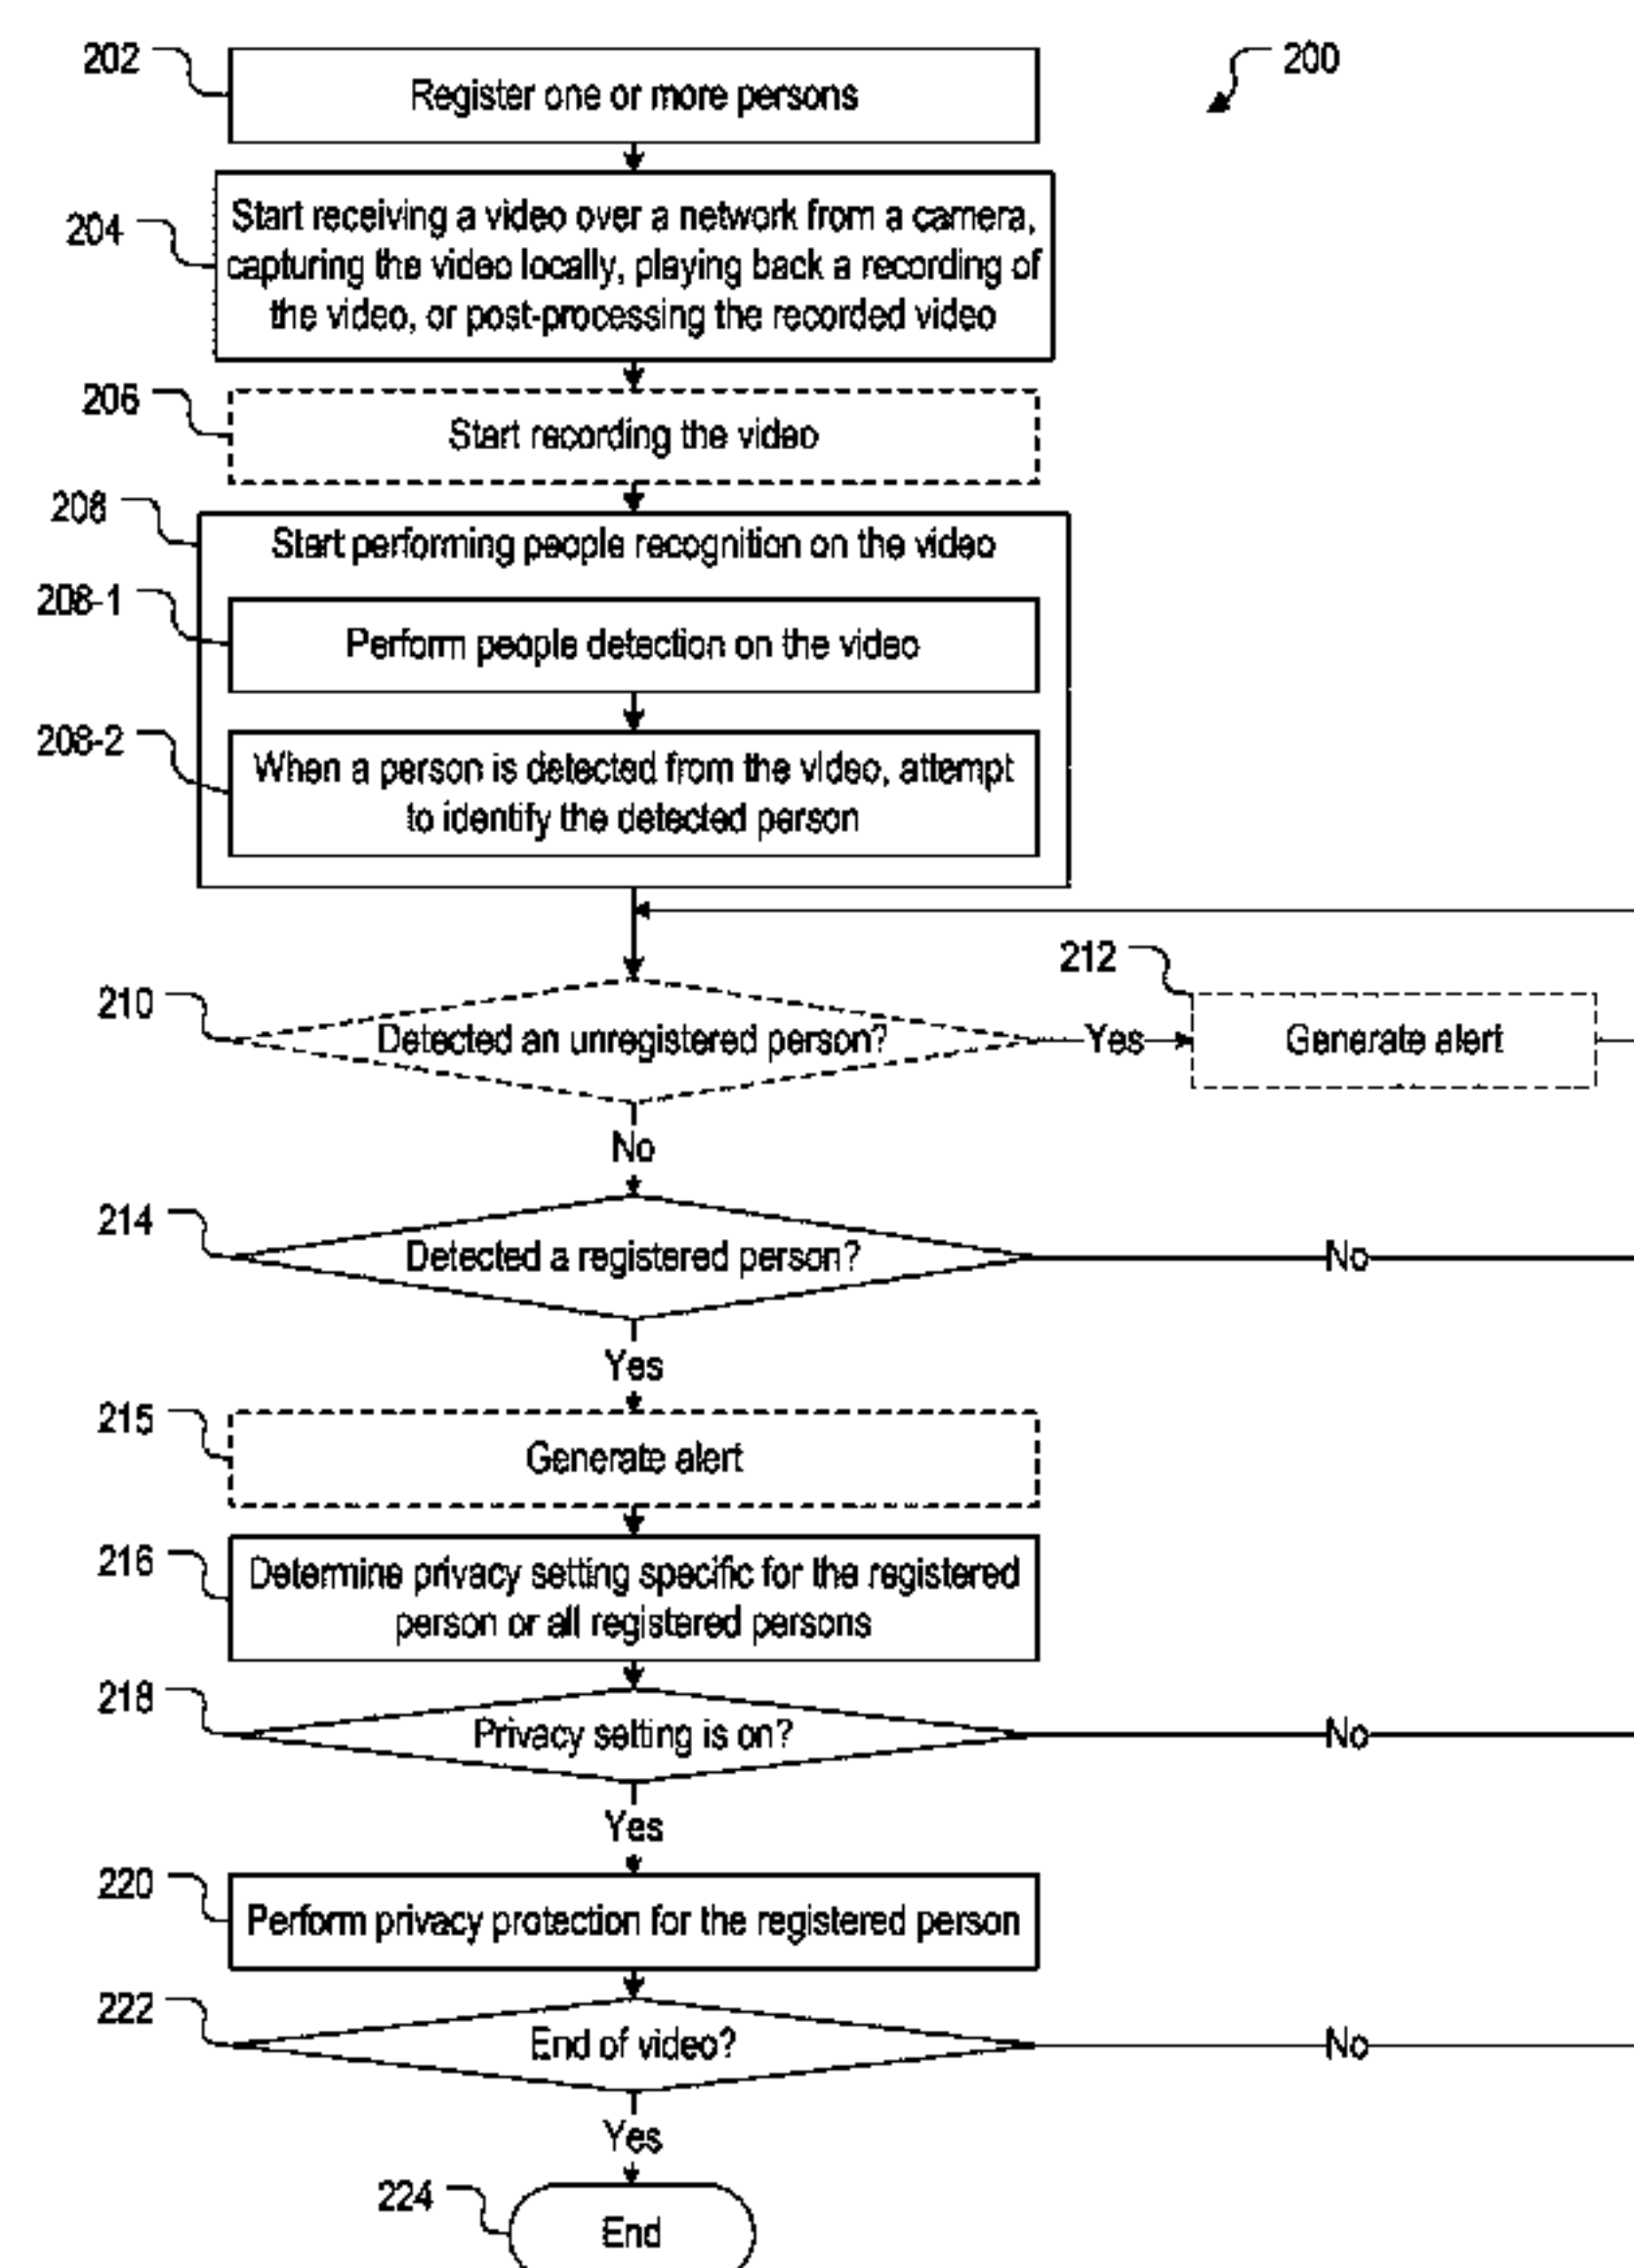 202
Register one or more persons
200
204
Start receiving a video over a network from a camera,
capturing the video locally, playing back a recording of
the video, or post-processing the recorded video
206
Start recording the video
208
Start performing people recognition on the video
208-1
Perform people detection on the video
208-2
When a person is detected from the video, attempt
to identify the detected person
210
Detected an unregistered person?
Yes
212
Generate alert
No
214
Detected a registered person?
No
Yes
215
Generate alert
216
Determine privacy setting specific for the registered
person or all registered persons
218
Privacy setting is on?
No
Yes
220
Perform privacy protection for the registered person
222
End of video?
No
Yes
224
End